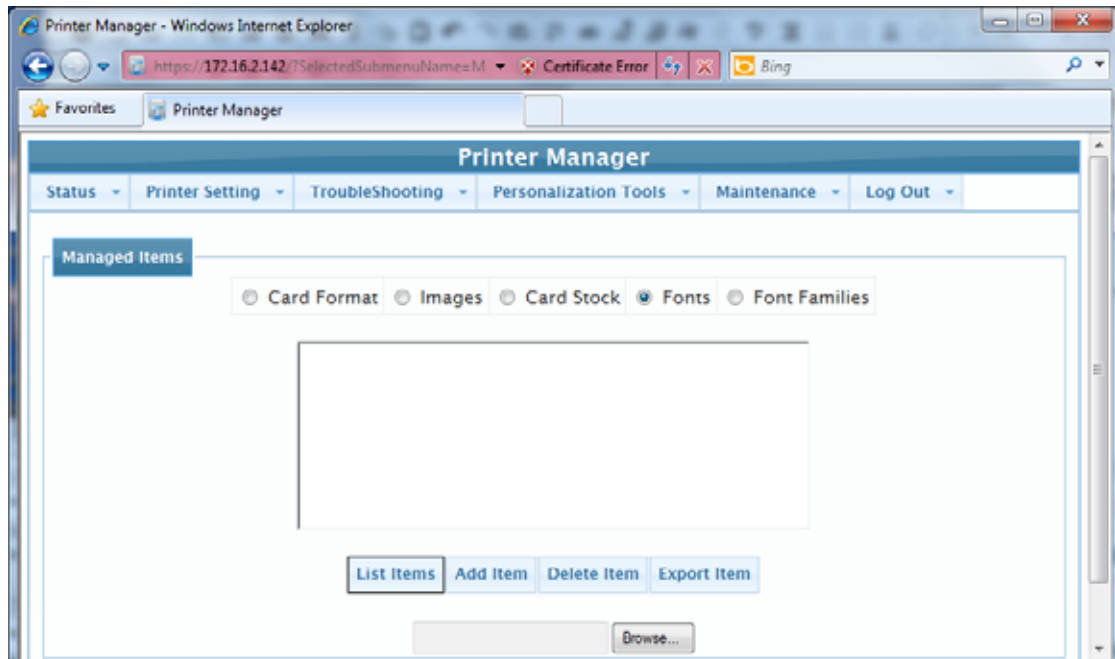 Printer Manager - Windows Internet Explorer
https://172.16.2.142/?SelectedSubmenuName=M Certificate Error Bing
Favorites Printer Manager
Printer Manager
Status Printer Setting TroubleShooting Personalization Tools Maintenance Log Out
Managed Items
Card Format Images Card Stock Fonts Font Families
List Items Add Item Delete Item Export Item
Browse...